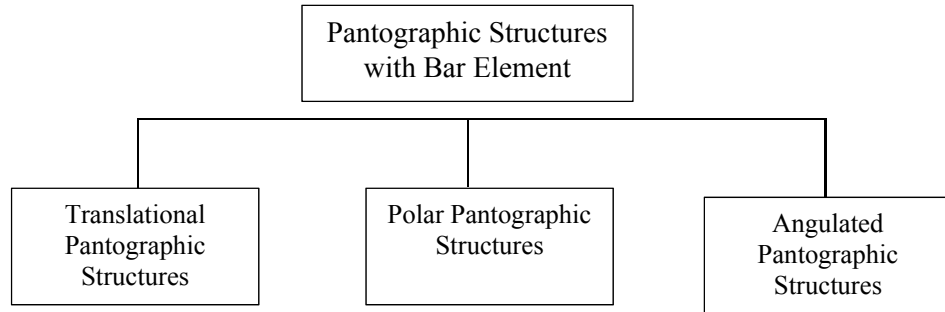 Pantographic Structures
with Bar Element
Translational
Pantographic
Structures
Polar Pantographic
Structures
Angulated
Pantographic
Structures